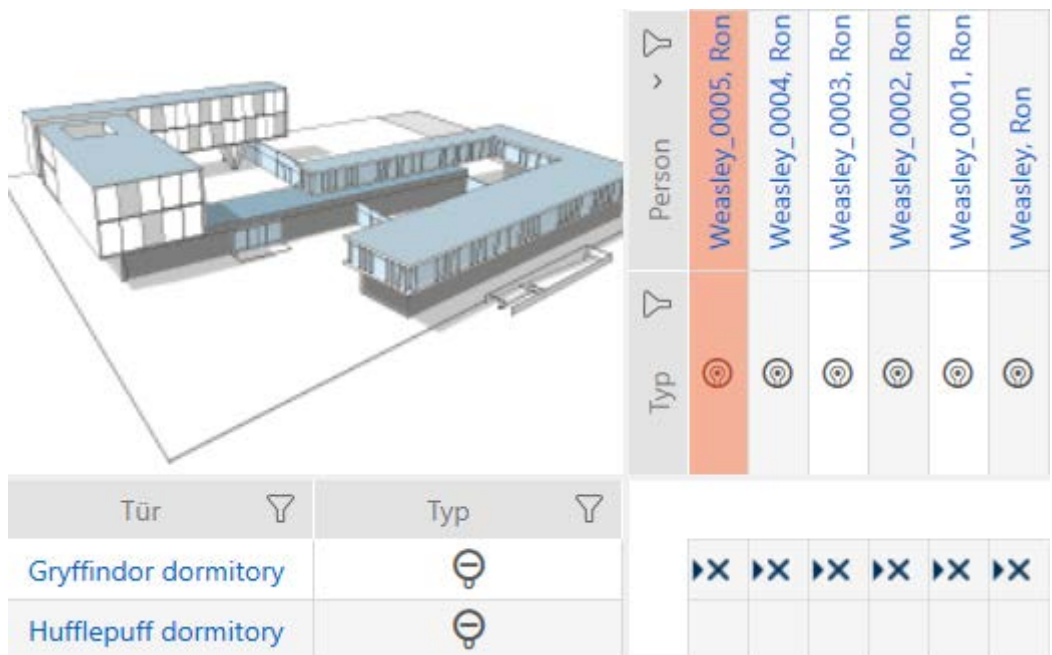 Person
Weasley_0005, Ron
Weasley_0004, Ron
Weasley_0003, Ron
Weasley_0002, Ron
Weasley_0001, Ron
Weasley, Ron
Typ
Tür Typ
Gryffindor dormitory
Hufflepuff dormitory